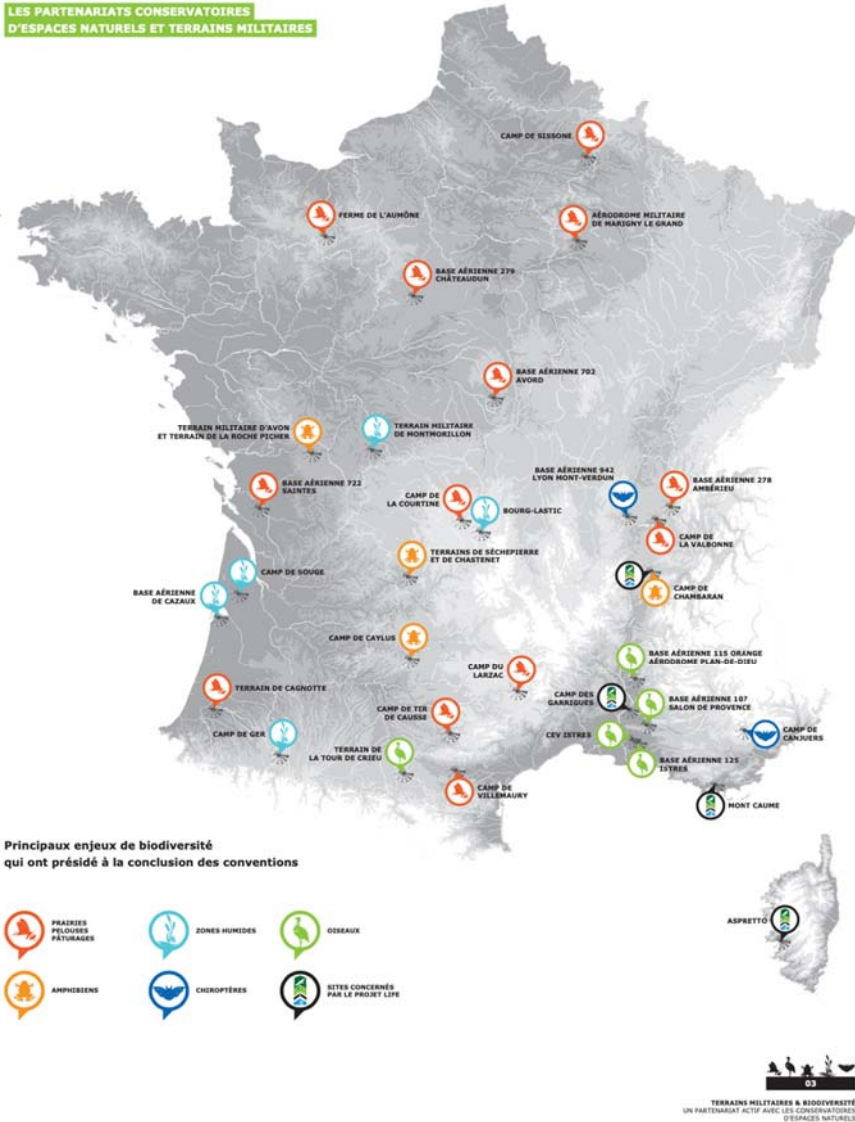 LES PARTENARIATS CONSERVATOIRES
D'ESPACES NATURELS ET TERRAINS MILITAIRES
CAMP DE SISSONE
FERME DE L'AUMÔNE
AÉRODROME MILITAIRE
DE MARIGNY LE GRAND
BASE AÉRIENNE 279
CHÂTEAUDUN
BASE AÉRIENNE 702
AVORD
TERRAIN MILITAIRE D'AVON
ET TERRAIN DE LA ROCHE PICHER
TERRAIN MILITAIRE
DE MONTMORILLON
BASE AÉRIENNE 722
SAINTES
CAMP DE
LA COURTINE
BOURG-LASTIC
BASE AÉRIENNE 942
LYON MONT-VERDUN
BASE AÉRIENNE 278
AMBÉRIEU
CAMP DE
LA VALBONNE
TERRAINS DE SÈCHEPIERRE
ET DE CHASTENET
CAMP DE SOUGE
BASE AÉRIENNE
DE CAZAUX
CAMP DE
CHAMBARAN
CAMP DE CAYLUS
BASE AÉRIENNE 115 ORANGE
AÉRODROME PLAN-DE-DIEU
CAMP DU
LARZAC
TERRAIN DE CAGNOTTE
CAMP DES
GARRIGUES
BASE AÉRIENNE 107
SALON DE PROVENCE
CAMP DE TIR
DE CAUSSE
CAMP DE GER
CEV ISTRES
CAMP DE
CANJUERS
TERRAIN DE
LA TOUR DE CRIEU
BASE AÉRIENNE 125
ISTRES
CAMP DE
VILLEMAURY
MONT CAUME
Principaux enjeux de biodiversité
qui ont présidé à la conclusion des conventions
PRAIRIES
PELOUSES
PÂTURAGES
ZONES HUMIDES
OISEAUX
AMPHIBIENS
CHIROPTÈRES
SITES CONCERNÉS
PAR LE PROJET LIFE
ASPRETTO
03
TERRAINS MILITAIRES & BIODIVERSITÉ
UN PARTENARIAT ACTIF AVEC LES CONSERVATOIRES
D'ESPACES NATURELS